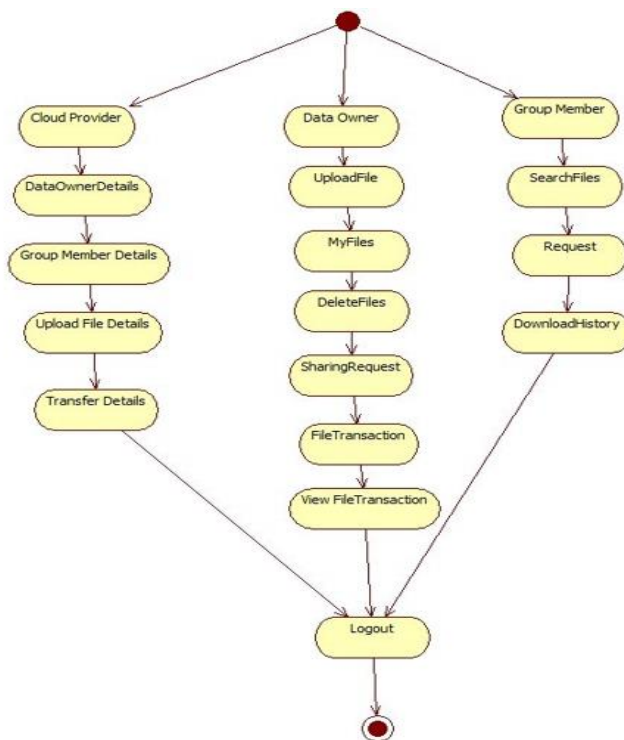 Cloud Provider
DataOwnerDetails
Group Member Details
Upload File Details
Transfer Details
Data Owner
UploadFile
MyFiles
DeleteFiles
SharingRequest
FileTransaction
View FileTransaction
Group Member
SearchFiles
Request
DownloadHistory
Logout